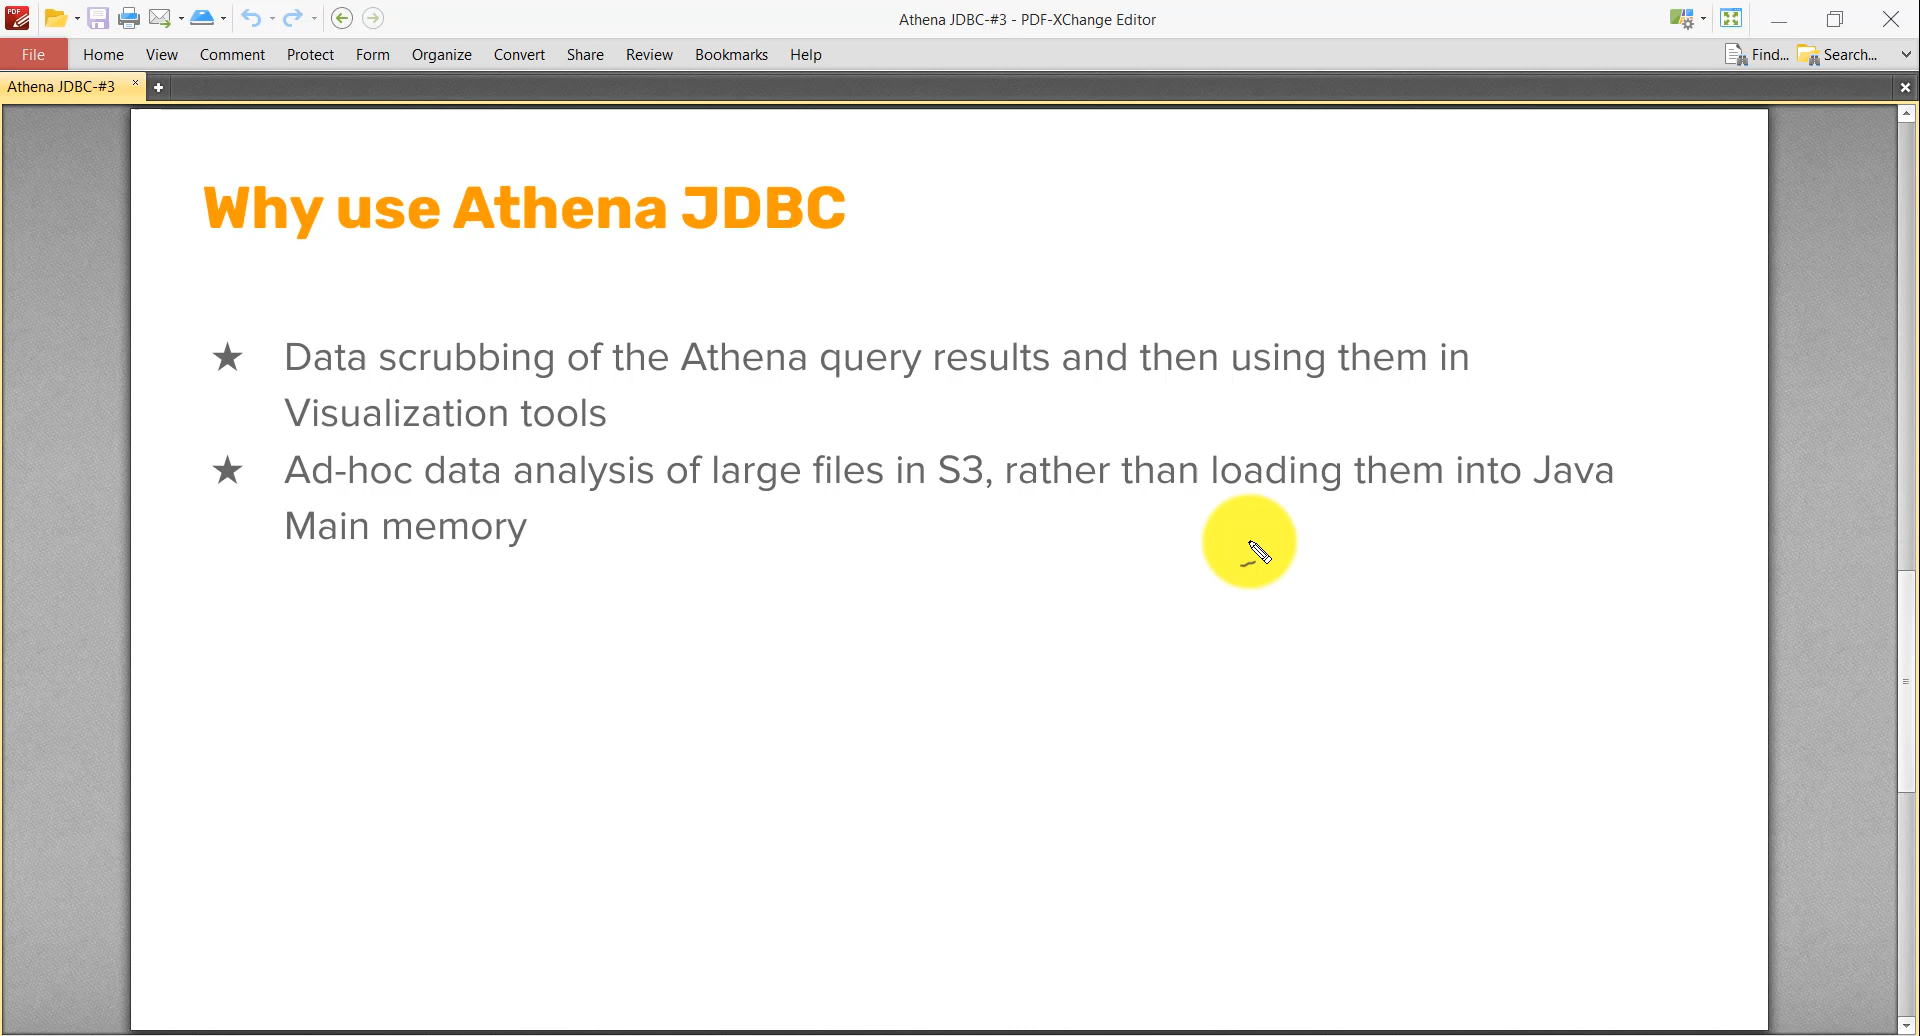 PDF
Athena JDBC-#3 - PDF-XChange Editor
File Home View Comment Protect Form Organize Convert Share Review Bookmarks Help Find... Search...
Athena JDBC-#3
Why use Athena JDBC
★ Data scrubbing of the Athena query results and then using them in
Visualization tools
★ Ad-hoc data analysis of large files in S3, rather than loading them into Java
Main memory